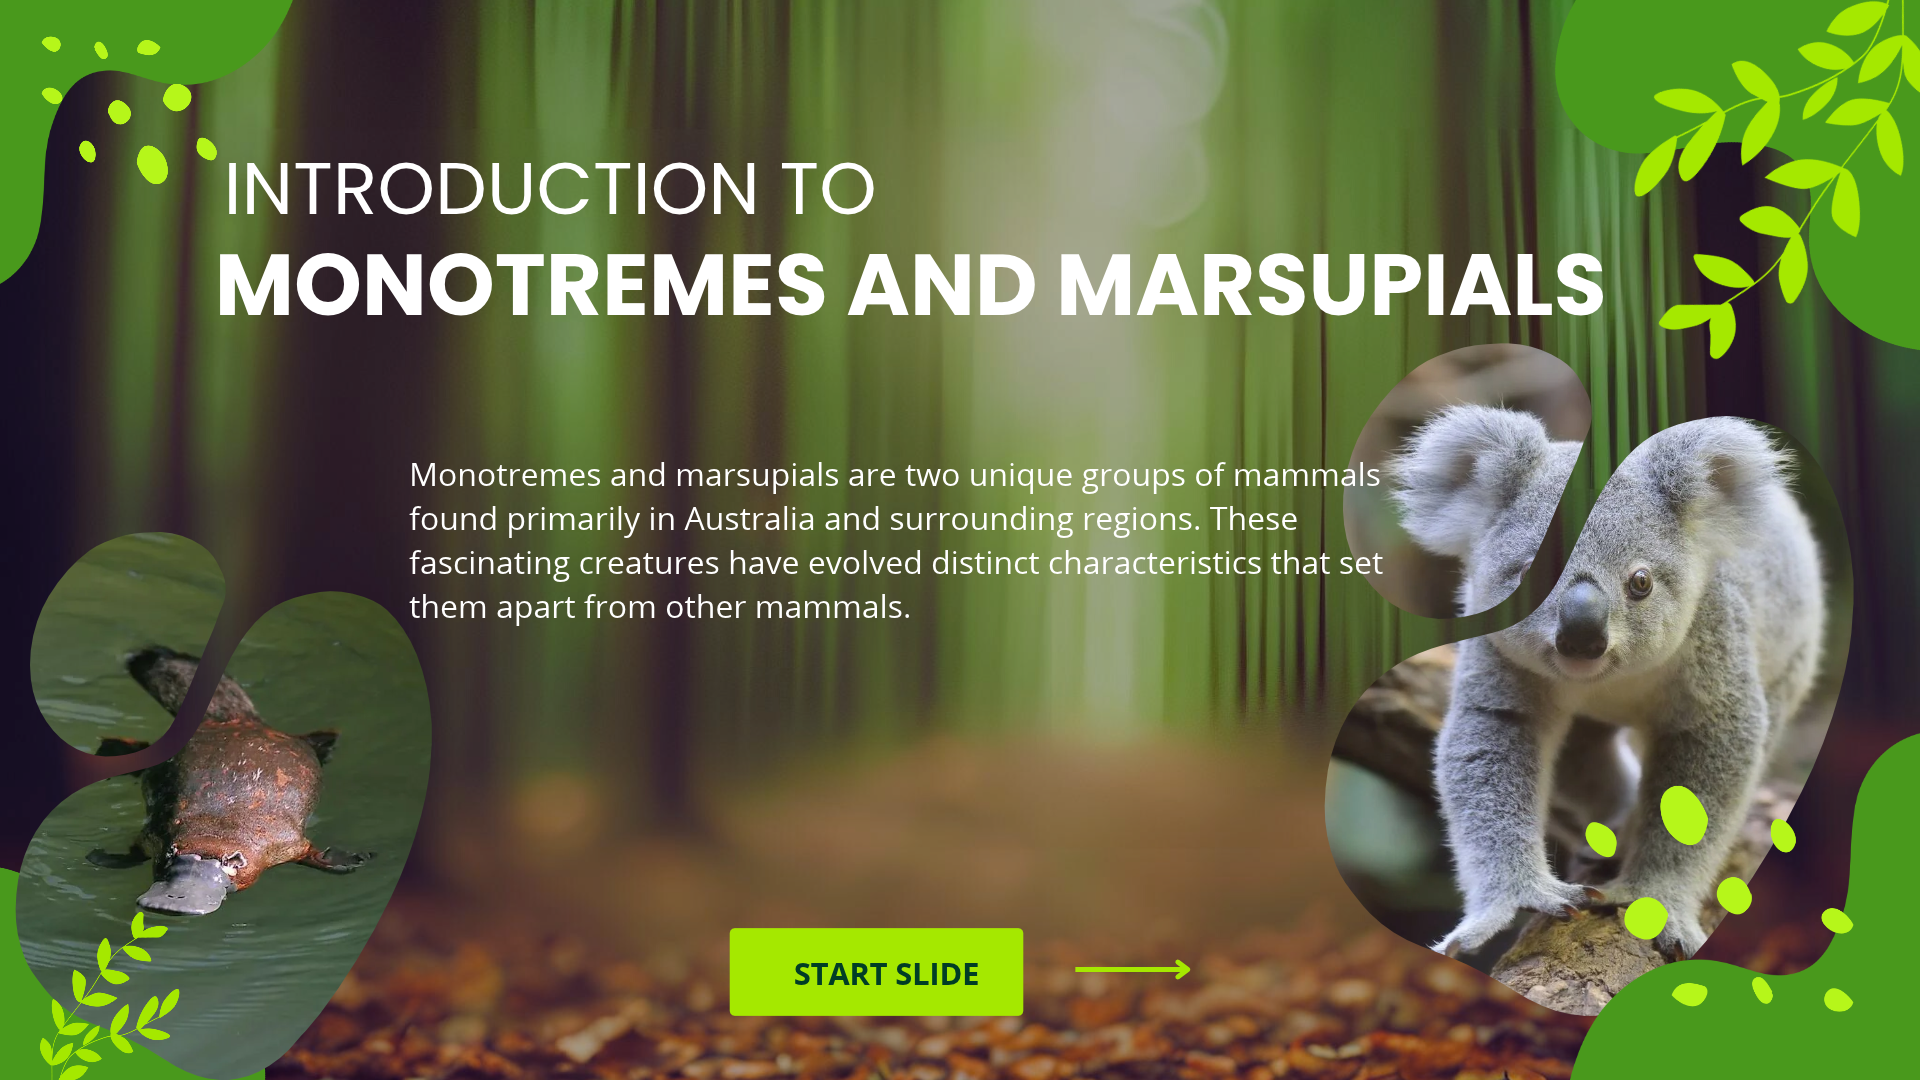 INTRODUCTION TO
MONOTREMES AND MARSUPIALS
Monotremes and marsupials are two unique groups of mammals
found primarily in Australia and surrounding regions. These
fascinating creatures have evolved distinct characteristics that set
them apart from other mammals.
START SLIDE